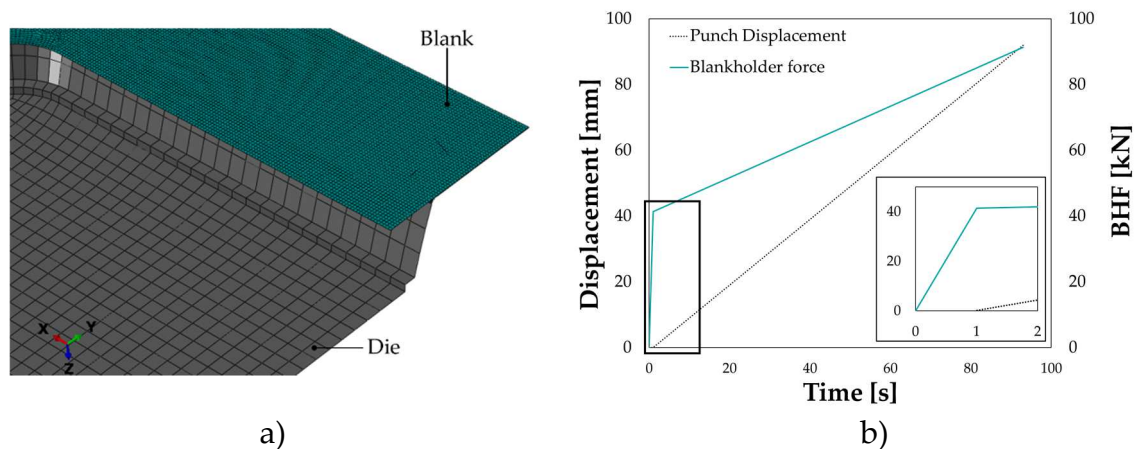 Blank
X
Y
Z
Die
a)
100
80
60
40
20
0
Displacement [mm]
Punch Displacement
Blankholder force
40
20
0
0
1
2
0
20
40
60
80
100
Time [s]
100
80
60
40
20
0
BHF [kN]
b)